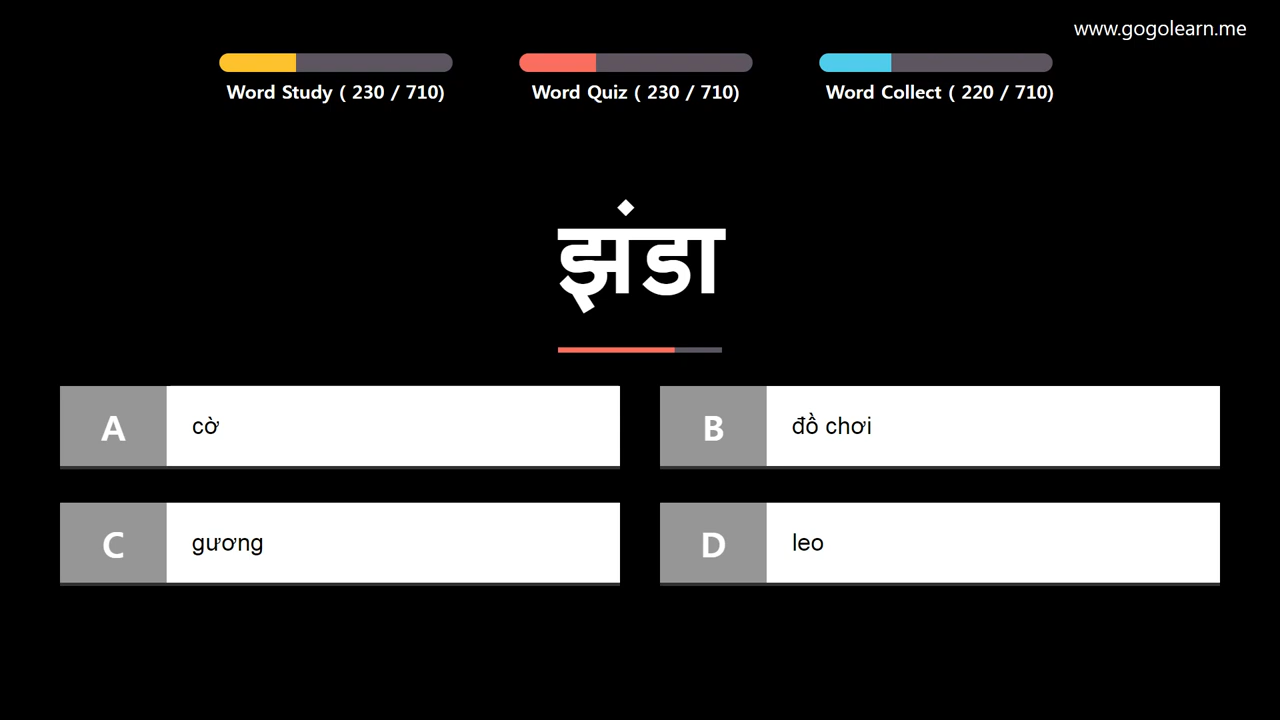 www.gogolearn.me
Word Study ( 230 / 710)
Word Quiz ( 230 / 710)
Word Collect ( 220 / 710)
झंडा
A cờ
B đồ chơi
C gương
D leo